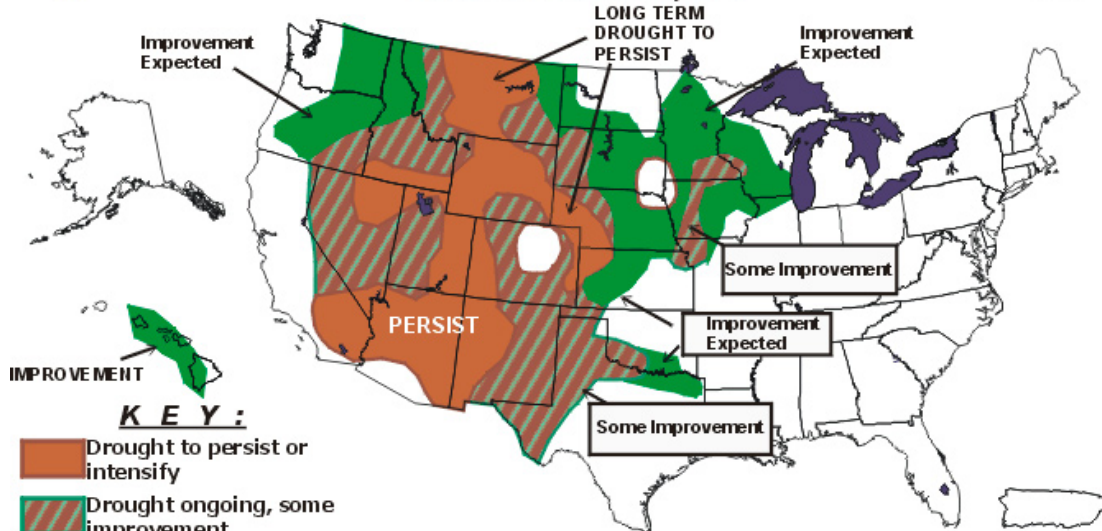 LONG TERM
DROUGHT TO
PERSIST
Improvement
Expected
Improvement
Expected
Some Improvement
PERSIST
Improvement
Expected
IMPROVEMENT
Some Improvement
K E Y :
Drought to persist or
intensify
Drought ongoing, some
improvement